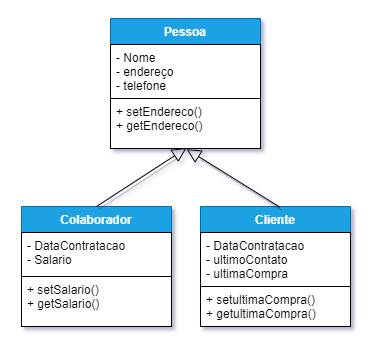 Pessoa
- Nome
- endereço
- telefone
+ setEndereco()
+ getEndereco()
Colaborador
- DataContratacao
- Salario
+ setSalario()
+ getSalario()
Cliente
- DataContratacao
- ultimoContato
- ultimaCompra
+ setultimaCompra()
+ getultimaCompra()